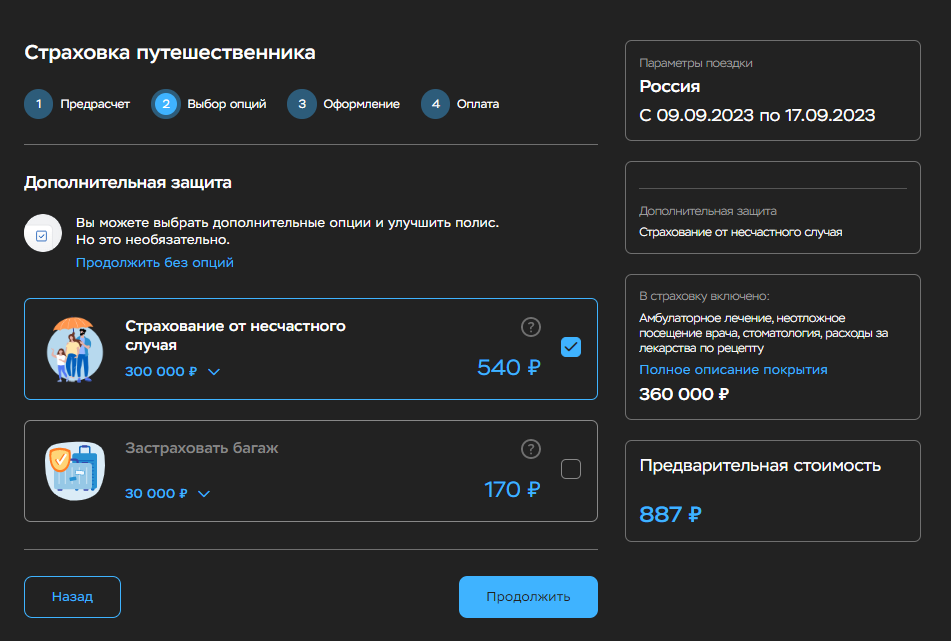 Страховка путешественника
1 Предрасчет 2 Выбор опций 3 Оформление 4 Оплата
Дополнительная защита
Вы можете выбрать дополнительные опции и улучшить полис.
Но это необязательно.
Продолжить без опций
Страхование от несчастного
случая
?
300 000 ₽
540 ₽
Застраховать багаж
?
30 000 ₽
170 ₽
Назад
Продолжить
Параметры поездки
Россия
С 09.09.2023 по 17.09.2023
Дополнительная защита
Страхование от несчастного случая
В страховку включено:
Амбулаторное лечение, неотложное
посещение врача, стоматология, расходы за
лекарства по рецепту
Полное описание покрытия
360 000 ₽
Предварительная стоимость
887 ₽